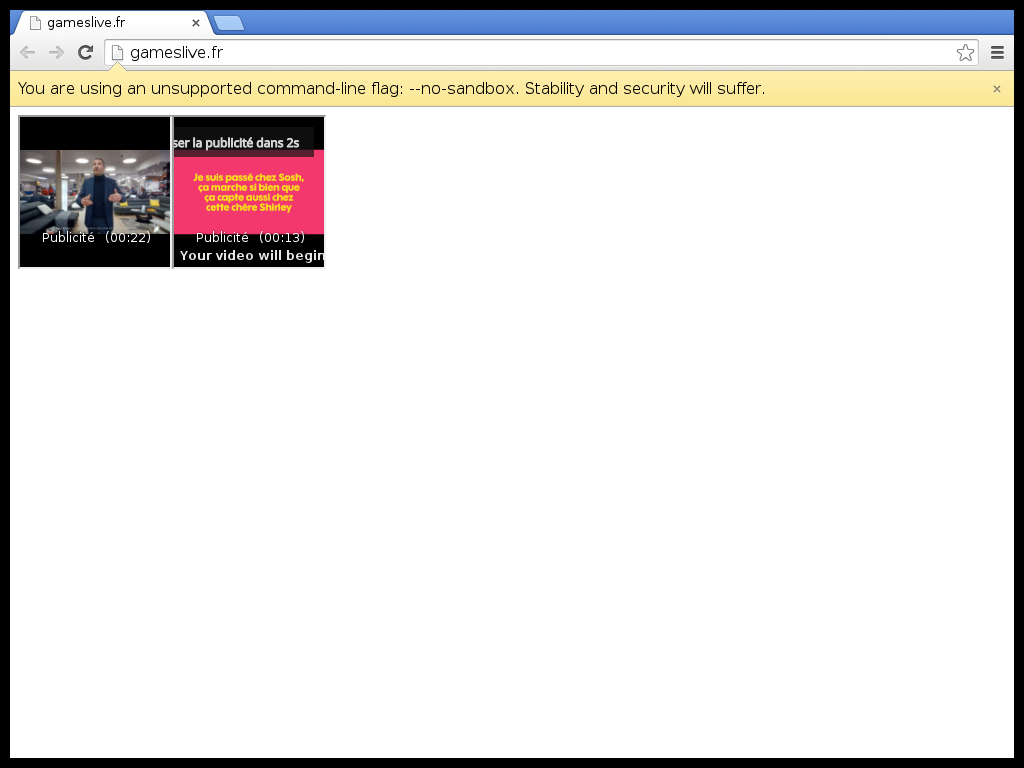 gameslive.fr
gameslive.fr
You are using an unsupported command-line flag: --no-sandbox. Stability and security will suffer.
Publicité (00:22)
ser la publicité dans 2s
Je suis passé chez Sosh,
ça marche si bien que
ça capte aussi chez
cette chère Shirley
Publicité (00:13)
Your video will begin